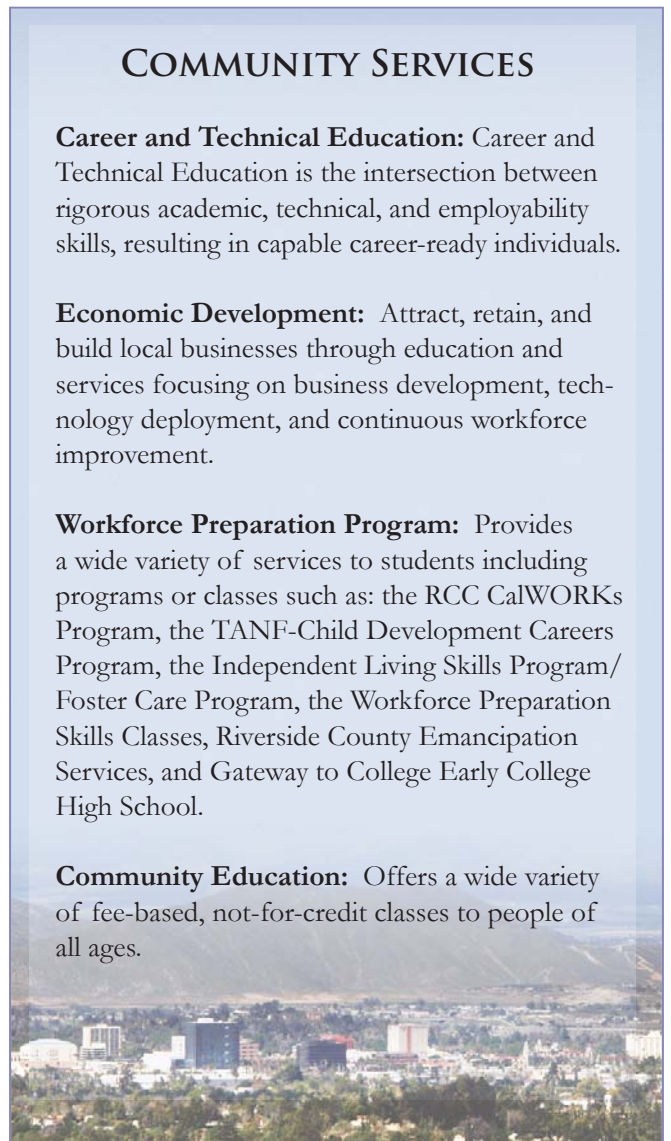 Community Services
Career and Technical Education: Career and
Technical Education is the intersection between
rigorous academic, technical, and employability
skills, resulting in capable career-ready individuals.
Economic Development: Attract, retain, and
build local businesses through education and
services focusing on business development, tech-
nology deployment, and continuous workforce
improvement.
Workforce Preparation Program: Provides
a wide variety of services to students including
programs or classes such as: the RCC CalWORKs
Program, the TANF-Child Development Careers
Program, the Independent Living Skills Program/
Foster Care Program, the Workforce Preparation
Skills Classes, Riverside County Emancipation
Services, and Gateway to College Early College
High School.
Community Education: Offers a wide variety
of fee-based, not-for-credit classes to people of
all ages.